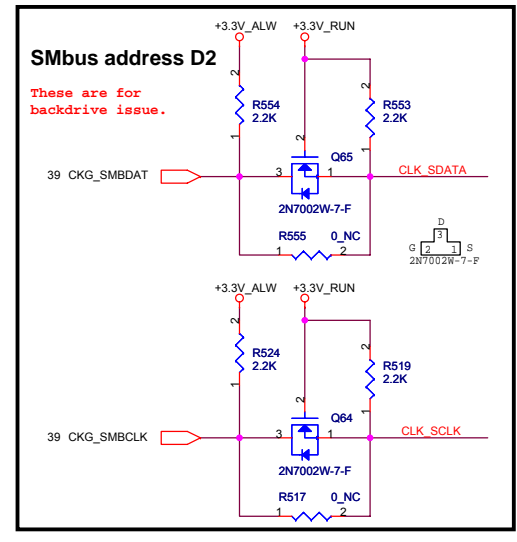 +3.3V_ALW +3.3V_RUN
SMbus address D2
These are for
backdrive issue.
2
R554
2.2K
1
2
R553
2.2K
1
2
Q65
39 CKG_SMBDAT
3
1
CLK_SDATA
2N7002W-7-F
R555 0_NC
1 2
D
3
G 2 1 S
2N7002W-7-F
+3.3V_ALW +3.3V_RUN
2
R524
2.2K
1
2
R519
2.2K
1
2
Q64
39 CKG_SMBCLK
3
1
CLK_SCLK
2N7002W-7-F
R517 0_NC
1 2